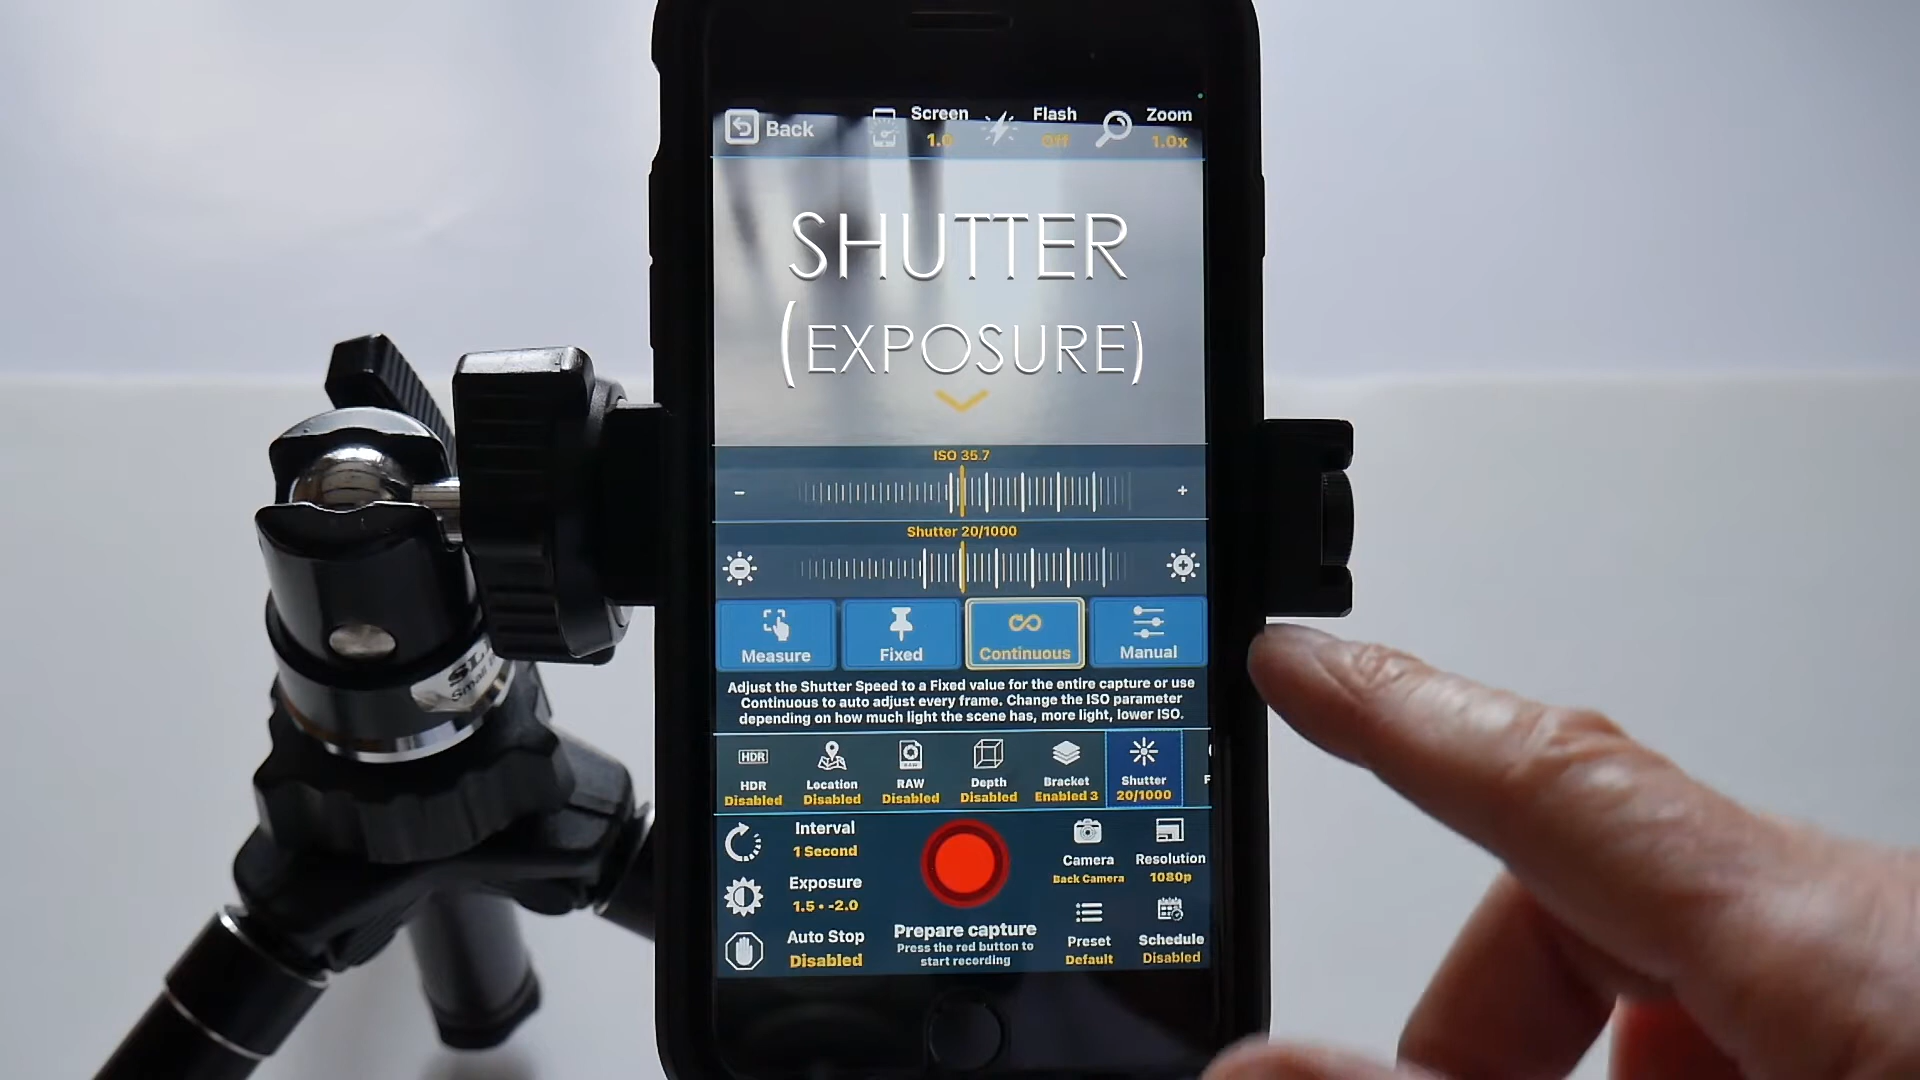 Back
Screen
1.0
Flash
Off
Zoom
1.0x
SHUTTER
(EXPOSURE)
ISO 35.7
- +
Shutter 20/1000
Measure
Fixed
Continuous
Manual
Adjust the Shutter Speed to a Fixed value for the entire capture or use
Continuous to auto adjust every frame. Change the ISO parameter
depending on how much light the scene has, more light, lower ISO.
HDR
HDR
Disabled
Location
Disabled
RAW
RAW
Disabled
Depth
Disabled
Bracket
Enabled 3
Shutter
20/1000
F
Interval
1 Second
Exposure
1.5 • -2.0
Auto Stop
Disabled
Prepare capture
Press the red button to
start recording
Camera
Back Camera
Resolution
1080p
Preset
Default
Schedule
Disabled